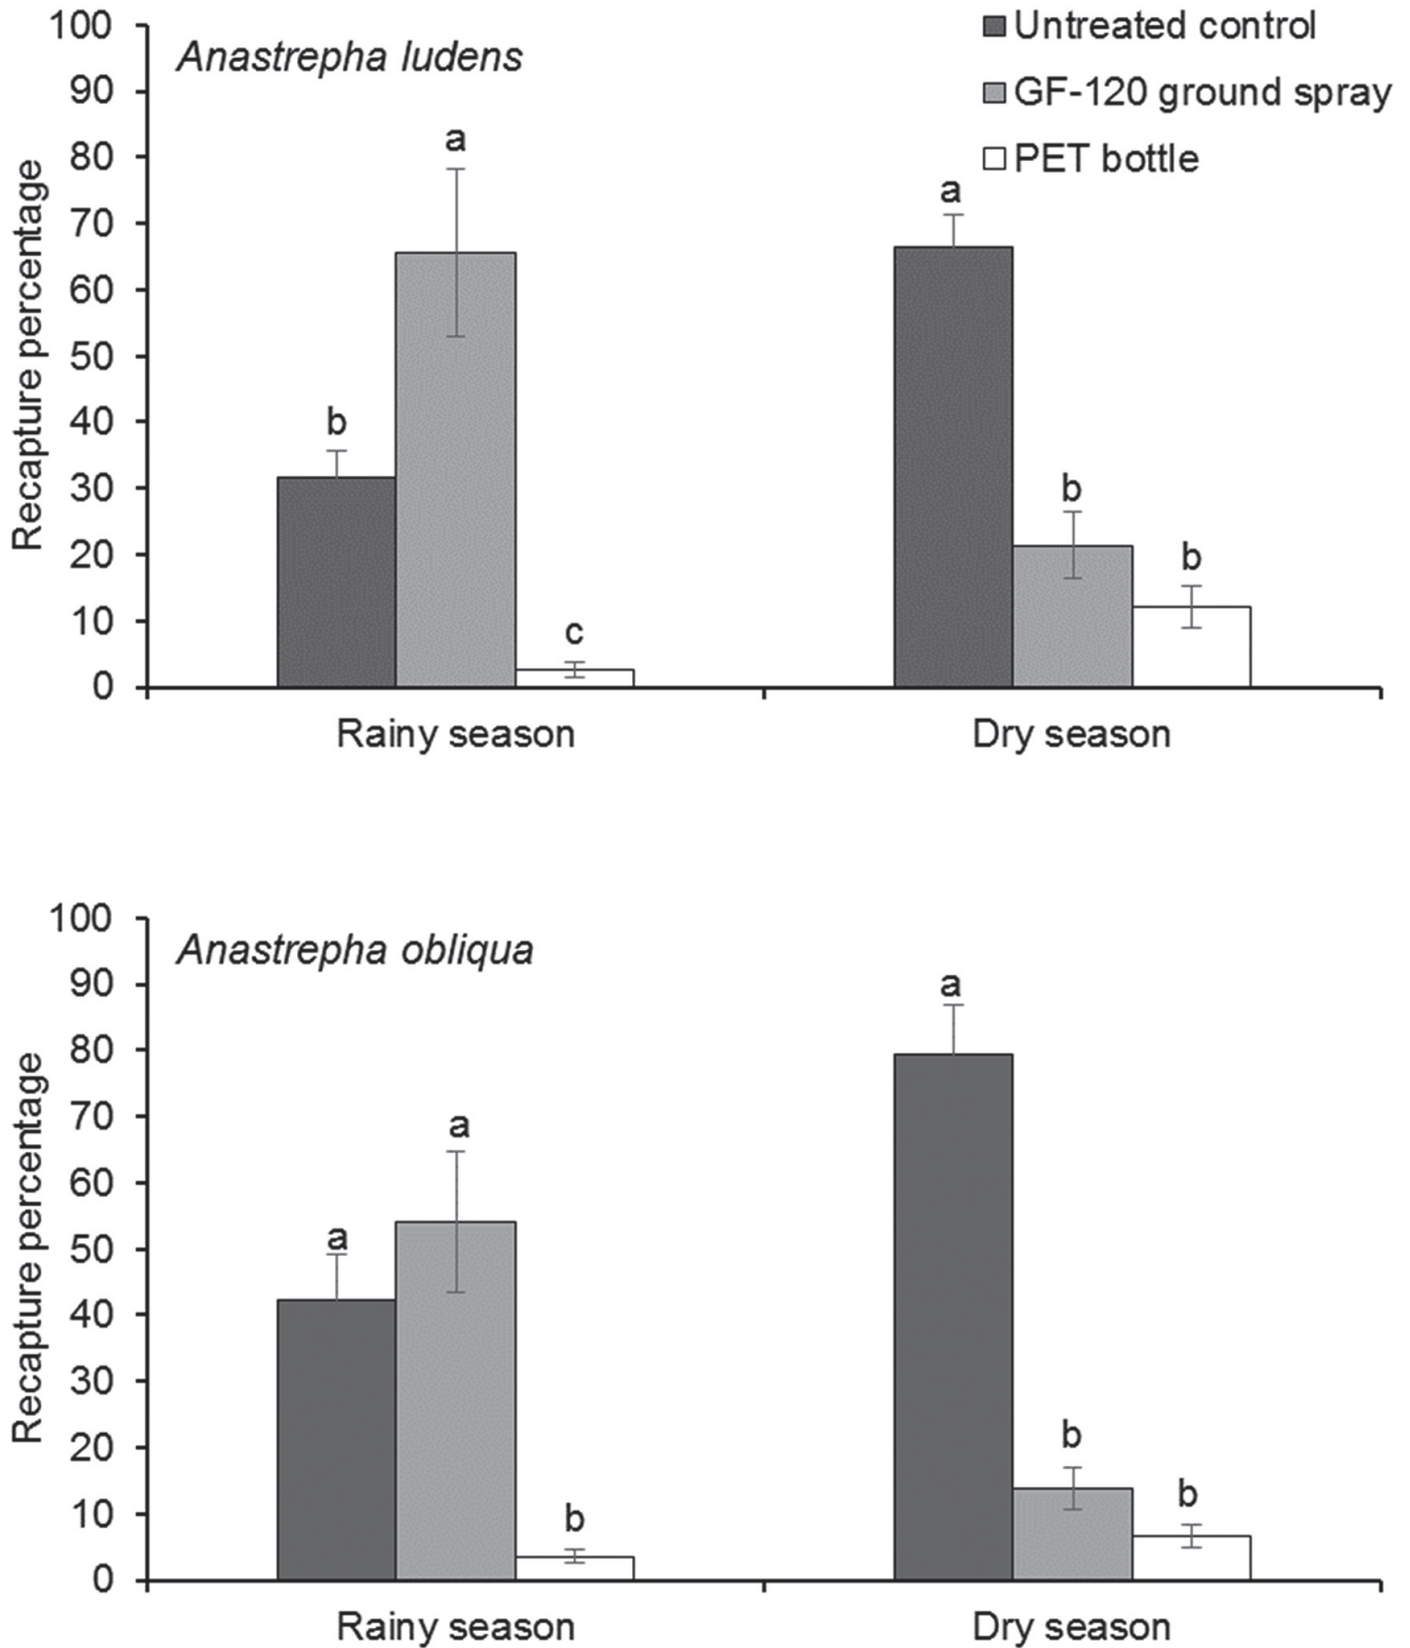 Anastrepha ludens
Untreated control
GF-120 ground spray
PET bottle
Recapture percentage
100
90
80
70
60
50
40
30
20
10
0
b
a
c
a
b
b
Rainy season
Dry season
Anastrepha obliqua
Recapture percentage
100
90
80
70
60
50
40
30
20
10
0
a
a
b
a
b
b
Rainy season
Dry season